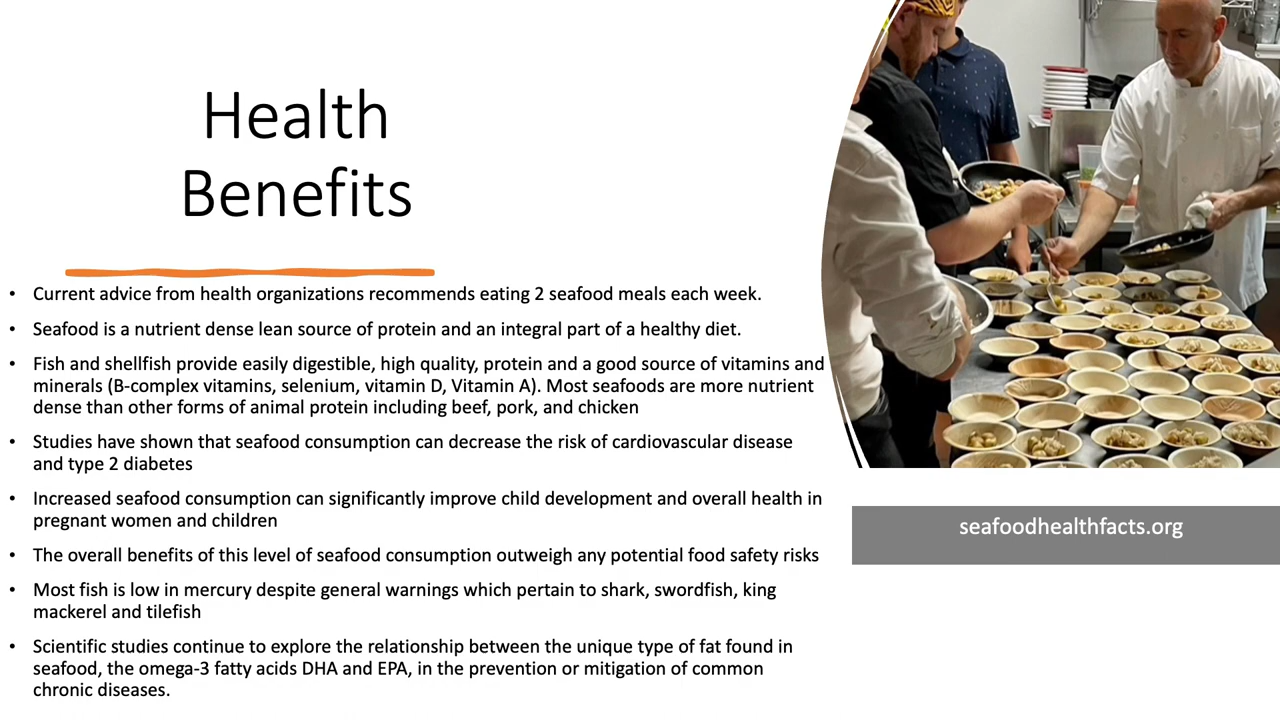 Health
Benefits
• Current advice from health organizations recommends eating 2 seafood meals each week.
• Seafood is a nutrient dense lean source of protein and an integral part of a healthy diet.
• Fish and shellfish provide easily digestible, high quality, protein and a good source of vitamins and
minerals (B-complex vitamins, selenium, vitamin D, Vitamin A). Most seafoods are more nutrient
dense than other forms of animal protein including beef, pork, and chicken
• Studies have shown that seafood consumption can decrease the risk of cardiovascular disease
and type 2 diabetes
• Increased seafood consumption can significantly improve child development and overall health in
pregnant women and children
• The overall benefits of this level of seafood consumption outweigh any potential food safety risks
• Most fish is low in mercury despite general warnings which pertain to shark, swordfish, king
mackerel and tilefish
• Scientific studies continue to explore the relationship between the unique type of fat found in
seafood, the omega-3 fatty acids DHA and EPA, in the prevention or mitigation of common
chronic diseases.
seafoodhealthfacts.org